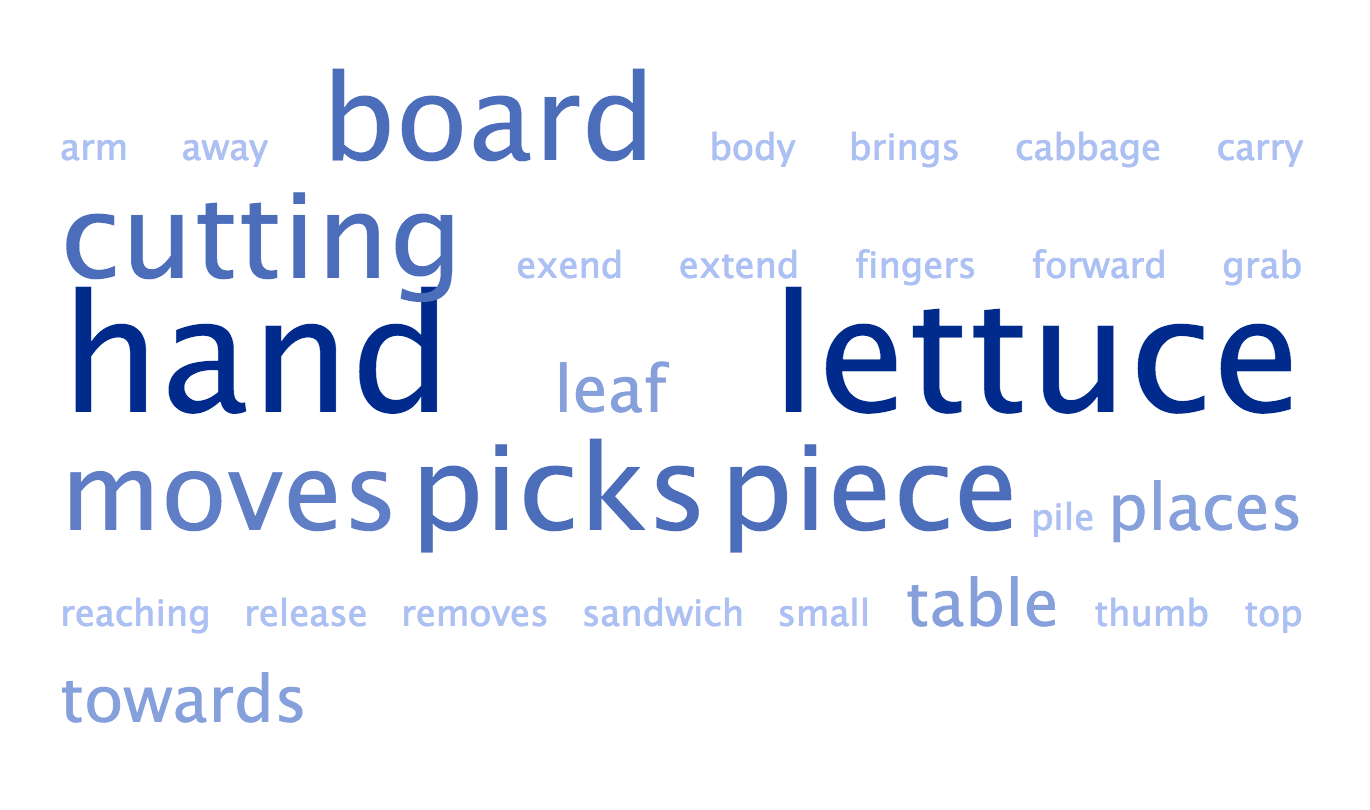 arm away board body brings cabbage carry
cutting exend extend fingers forward grab
hand leaf lettuce
moves picks piece pile places
reaching release removes sandwich small table thumb top
towards